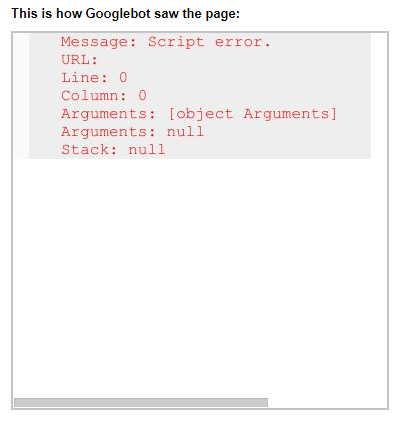 This is how Googlebot saw the page:
Message: Script error.
URL:
Line: 0
Column: 0
Arguments: [object Arguments]
Arguments: null
Stack: null